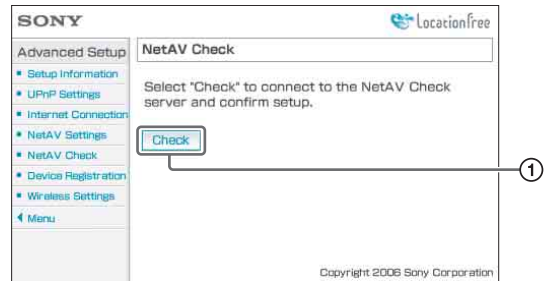 SONY
LocationFree
Advanced Setup
Setup Information
UPnP Settings
Internet Connection
NetAV Settings
NetAV Check
Device Registration
Wireless Settings
Menu
NetAV Check
Select "Check" to connect to the NetAV Check
server and confirm setup.
Check
1
Copyright 2006 Sony Corporation